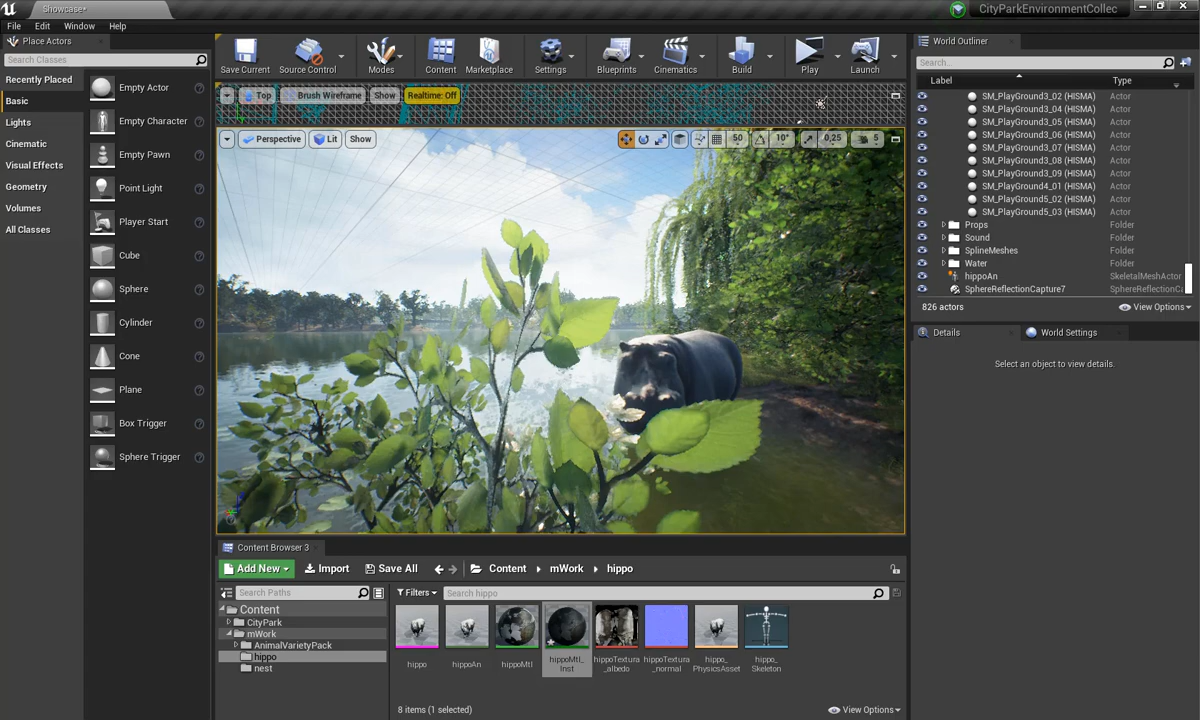 Showcase*
CityParkEnvironmentCollec
File Edit Window Help
Place Actors
Search Classes
Recently Placed
Basic
Lights
Cinematic
Visual Effects
Geometry
Volumes
All Classes
Empty Actor
Empty Character
Empty Pawn
Point Light
Player Start
Cube
Sphere
Cylinder
Cone
Plane
Box Trigger
Sphere Trigger
Save Current Source Control Modes Content Marketplace Settings Blueprints Cinematics Build Play Launch
Top Brush Wireframe Show Realtime: Off
Perspective Lit Show 50 10° 0,25 5
World Outliner
Search...
Label Type
SM_PlayGround3_02 (HISMA) Actor
SM_PlayGround3_04 (HISMA) Actor
SM_PlayGround3_05 (HISMA) Actor
SM_PlayGround3_06 (HISMA) Actor
SM_PlayGround3_07 (HISMA) Actor
SM_PlayGround3_08 (HISMA) Actor
SM_PlayGround3_09 (HISMA) Actor
SM_PlayGround4_01 (HISMA) Actor
SM_PlayGround5_02 (HISMA) Actor
SM_PlayGround5_03 (HISMA) Actor
Props Folder
Sound Folder
SplineMeshes Folder
Water Folder
hippoAn SkeletalMeshActor
SphereReflectionCapture7 SphereReflectionCa
826 actors View Options
Details World Settings
Select an object to view details.
Content Browser 3
Add New Import Save All Content mWork hippo
Search Paths
Content
CityPark
mWork
AnimalVarietyPack
hippo
nest
Filters Search hippo
hippo
hippoAn
hippoMtl
hippoMtl_
Inst
hippoTextura
_albedo
hippoTextura
_normal
hippo_
PhysicsAsset
hippo_
Skeleton
8 items (1 selected) View Options